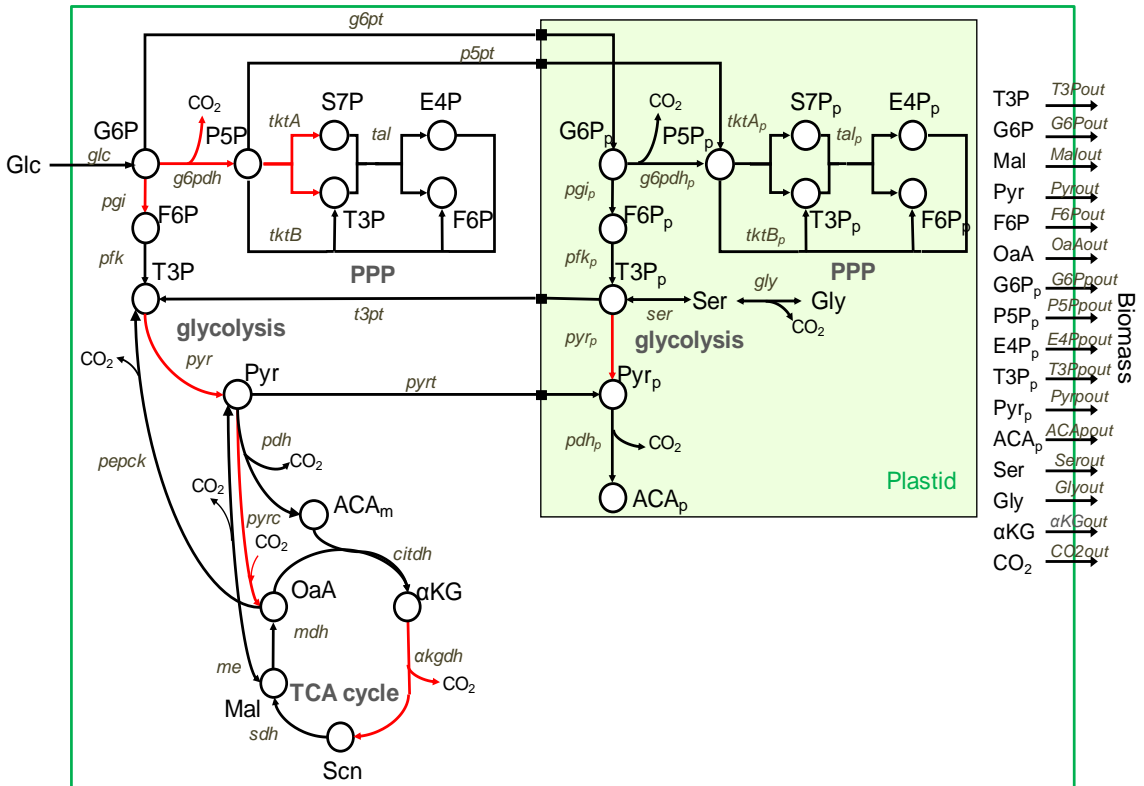 g6pt
p5pt
Glc
glc
G6P
CO2
P5P
g6pdh
tktA
S7P
tal
E4P
T3P
F6P
tktB
PPP
pgi
F6P
pfk
T3P
t3pt
glycolysis
pyr
CO2
Pyr
pyrt
pepck
pdh
CO2
CO2
pyrc
CO2
ACAm
citdh
OaA
αKG
mdh
me
αkgdh
CO2
TCA cycle
Mal
sdh
Scn
G6Pp
CO2
P5Pp
g6pdhp
tktAp
S7Pp
talp
E4Pp
T3Pp
F6Pp
tktBp
PPP
pgip
F6Pp
pfkp
T3Pp
ser
Ser
gly
Gly
CO2
pyrp
glycolysis
Pyrp
pdhp
CO2
ACAp
Plastid
T3P T3Pout
G6P G6Pout
Mal Malout
Pyr Pyrout
F6P F6Pout
OaA OaAout
G6Pp G6Ppout
P5Pp P5Ppout
E4Pp E4Ppout
T3Pp T3Ppout
Pyrp Pyrpout
ACAp ACApout
Ser Serout
Gly Glyout
αKG αKGout
CO2 CO2out
Biomass